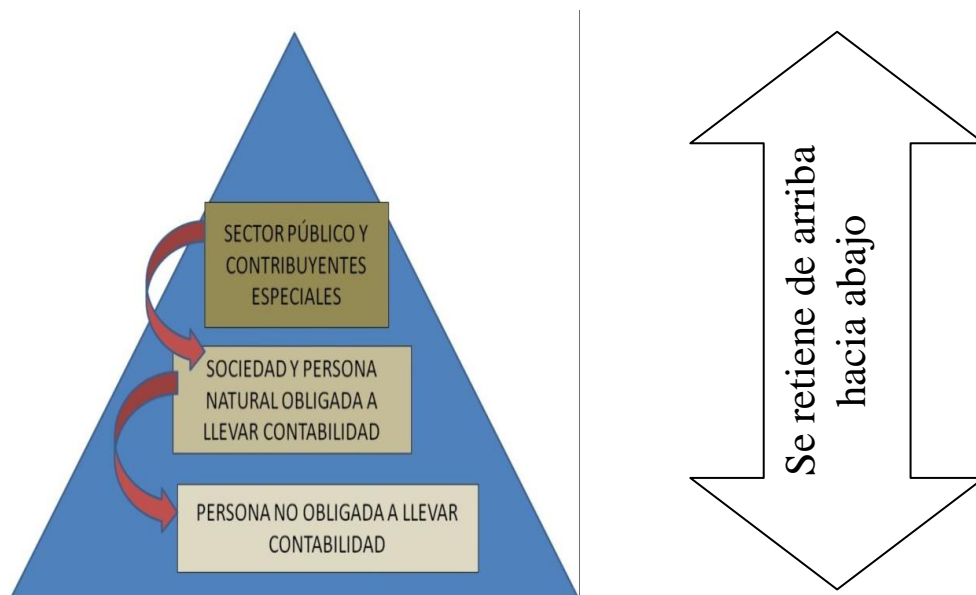 SECTOR PÚBLICO Y
CONTRIBUYENTES
ESPECIALES
SOCIEDAD Y PERSONA
NATURAL OBLIGADA A
LLEVAR CONTABILIDAD
PERSONA NO OBLIGADA A LLEVAR
CONTABILIDAD
Se retiene de arriba
hacia abajo